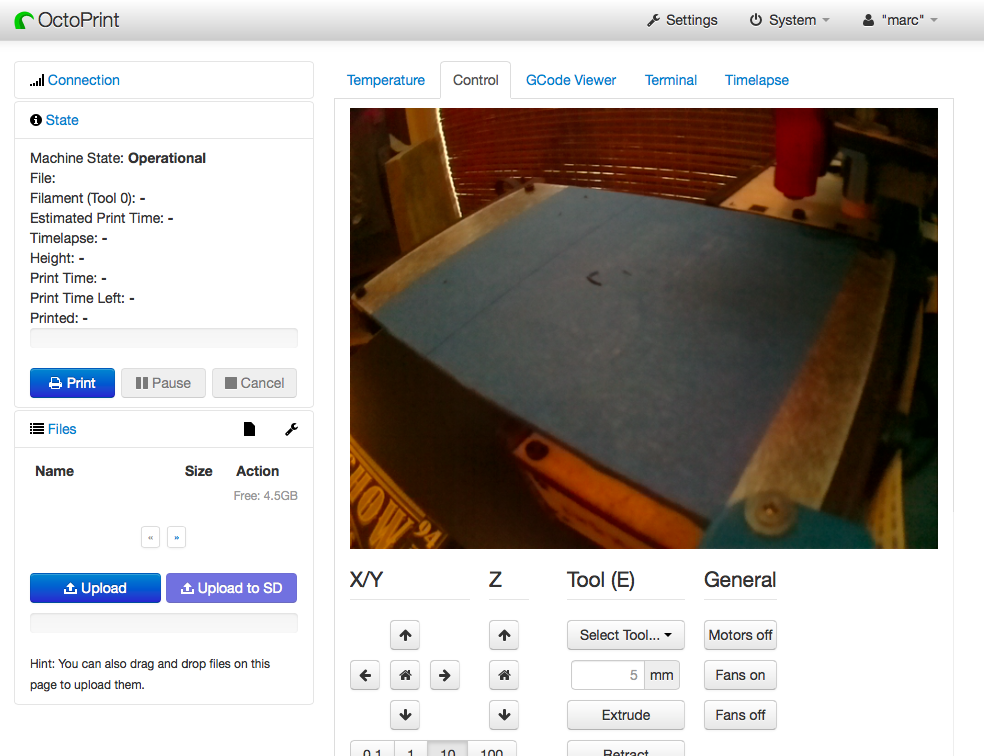 OctoPrint
Settings
System
"marc"
Connection
State
Machine State: Operational
File:
Filament (Tool 0): -
Estimated Print Time: -
Timelapse: -
Height: -
Print Time: -
Print Time Left: -
Printed: -
Print
Pause
Cancel
Files
Name Size Action
Free: 4.5GB
« »
Upload
Upload to SD
Hint: You can also drag and drop files on this
page to upload them.
Temperature
Control
GCode Viewer
Terminal
Timelapse
SHOW
'94
X/Y
Z
Tool (E)
General
Select Tool...
Motors off
5 mm
Fans on
Extrude
Fans off
0.1 1 10 100
Retract